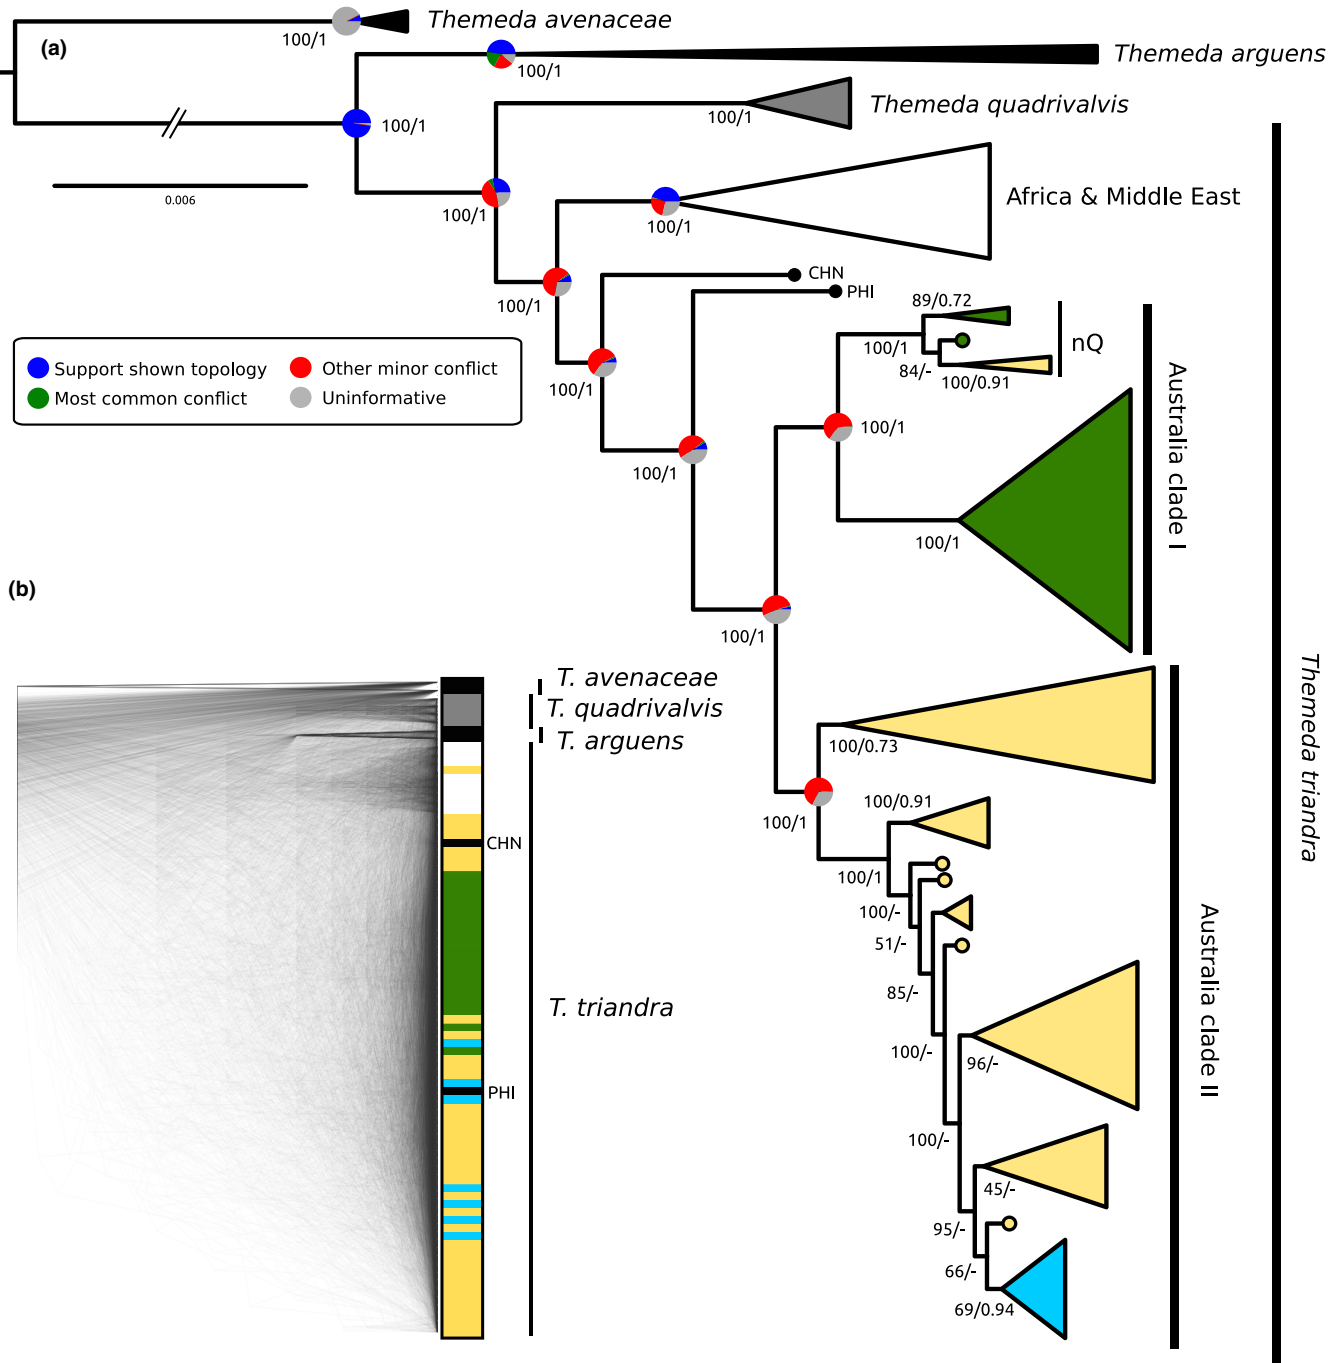 Themeda avenaceae
(a)
100/1
Themeda arguens
100/1
Themeda quadrivalvis
100/1
100/1
0.006
100/1
Africa & Middle East
100/1
100/1
CHN
PHI
89/0.72
nQ
100/1
84/-
100/0.91
Support shown topology
Other minor conflict
Most common conflict
Uninformative
100/1
100/1
100/1
100/1
Australia clade I
100/1
Themeda triandra
100/0.73
100/1
100/0.91
100/1
100/-
51/-
85/-
100/-
96/-
100/-
45/-
95/-
66/-
69/0.94
Australia clade II
(b)
T. avenaceae
T. quadrivalvis
T. arguens
CHN
T. triandra
PHI